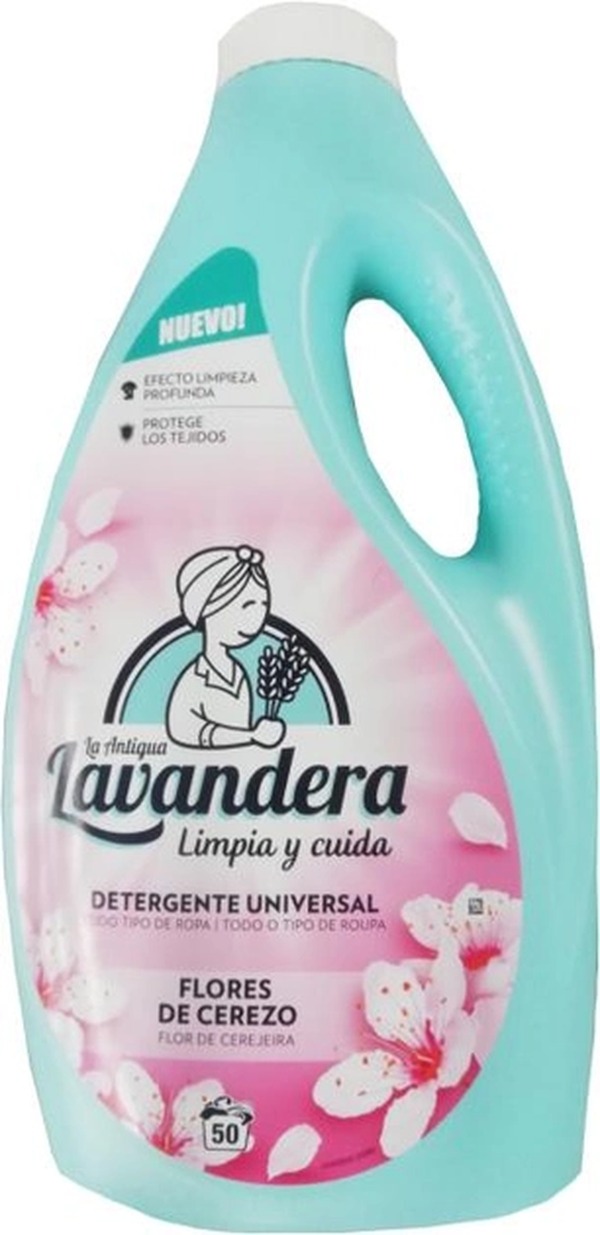 NUEVO!
EFECTO LIMPIEZA
PROFUNDA
PROTEGE
LOS TEJIDOS
La Antigua
Lavandera
Limpia y cuida
DETERGENTE UNIVERSAL
TIPO DE ROPA | TODO O TIPO DE ROUPA
FLORES
DE CEREZO
FLOR DE CEREJEIRA
50